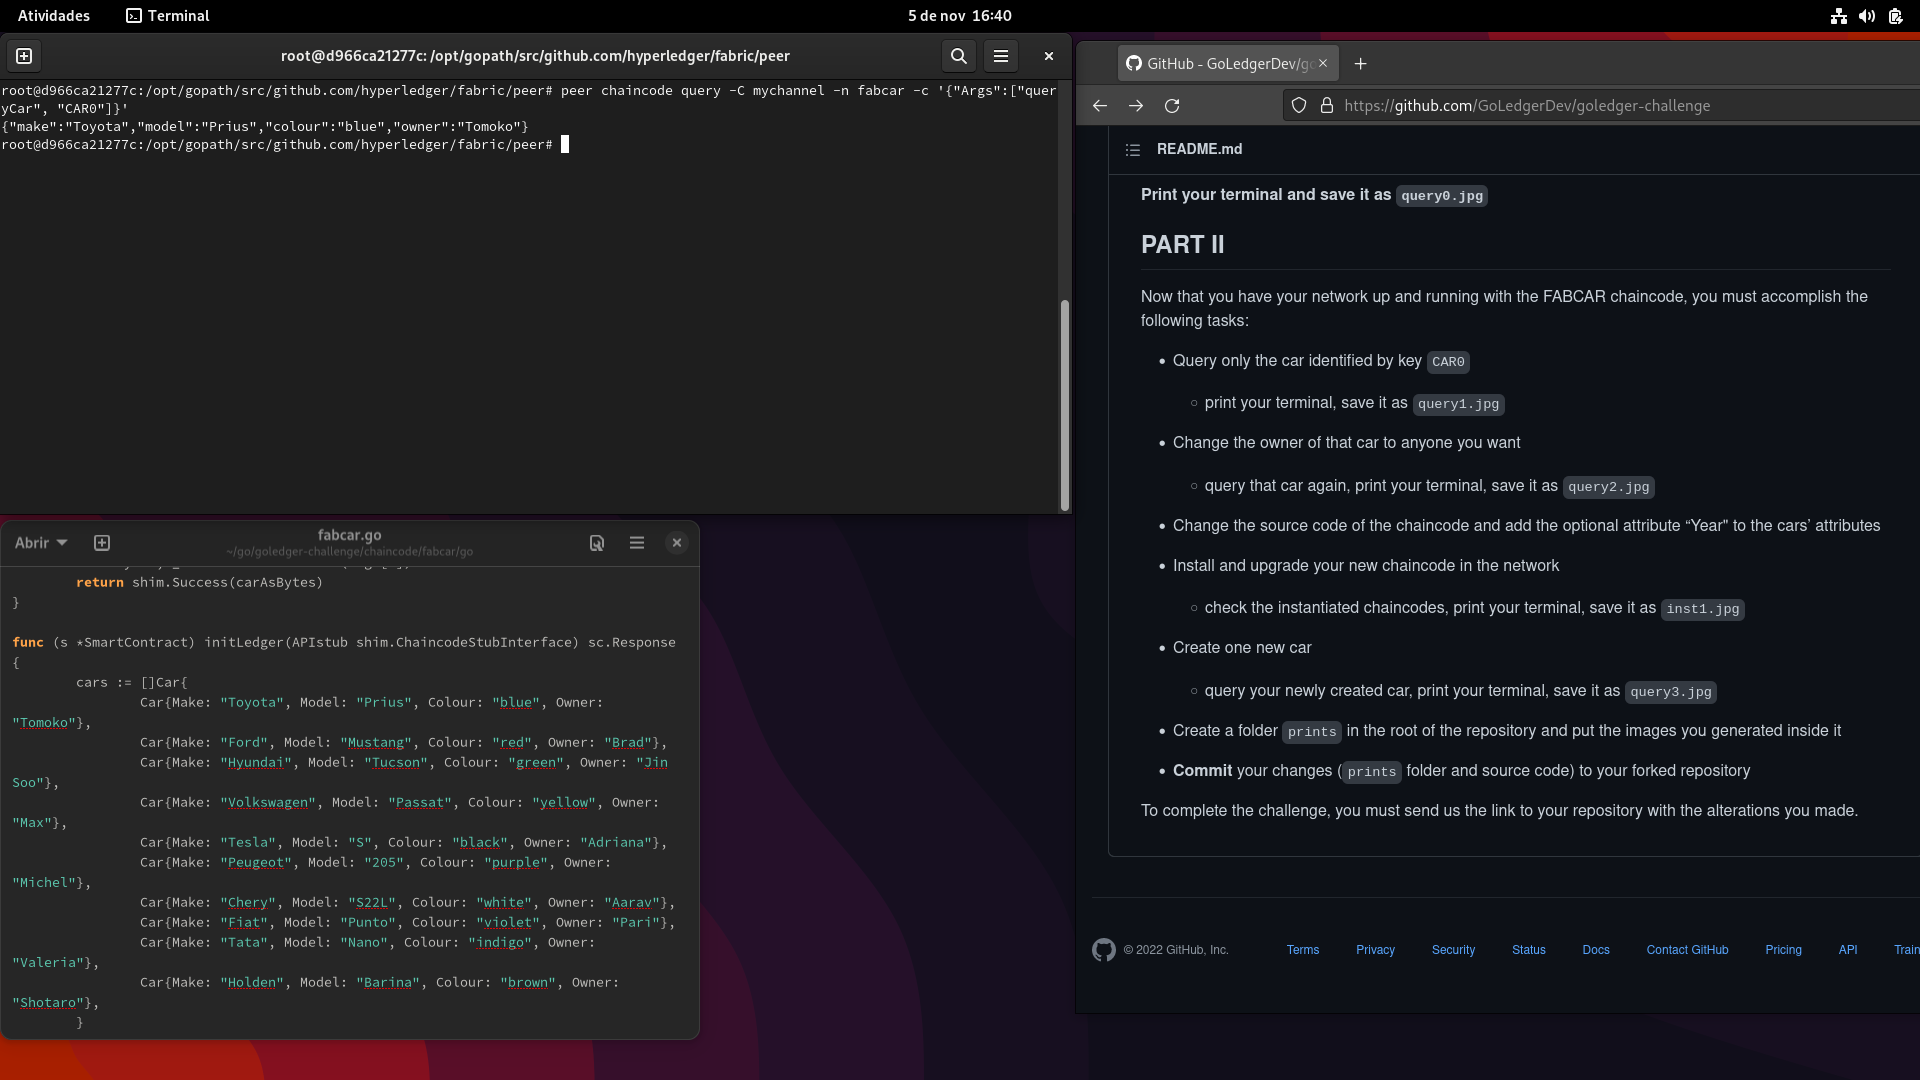 Atividades
Terminal
5 de nov 16:40
root@d966ca21277c: /opt/gopath/src/github.com/hyperledger/fabric/peer
root@d966ca21277c:/opt/gopath/src/github.com/hyperledger/fabric/peer# peer chaincode query -C mychannel -n fabcar -c '{"Args":["quer
yCar", "CAR0"]}'
{"make":"Toyota","model":"Prius","colour":"blue","owner":"Tomoko"}
root@d966ca21277c:/opt/gopath/src/github.com/hyperledger/fabric/peer#
Abrir
fabcar.go
~/go/goledger-challenge/chaincode/fabcar/go
return shim.Success(carAsBytes)
}
func (s *SmartContract) initLedger(APIstub shim.ChaincodeStubInterface) sc.Response
{
cars := []Car{
Car{Make: "Toyota", Model: "Prius", Colour: "blue", Owner:
"Tomoko"},
Car{Make: "Ford", Model: "Mustang", Colour: "red", Owner: "Brad"},
Car{Make: "Hyundai", Model: "Tucson", Colour: "green", Owner: "Jin
Soo"},
Car{Make: "Volkswagen", Model: "Passat", Colour: "yellow", Owner:
"Max"},
Car{Make: "Tesla", Model: "S", Colour: "black", Owner: "Adriana"},
Car{Make: "Peugeot", Model: "205", Colour: "purple", Owner:
"Michel"},
Car{Make: "Chery", Model: "S22L", Colour: "white", Owner: "Aarav"},
Car{Make: "Fiat", Model: "Punto", Colour: "violet", Owner: "Pari"},
Car{Make: "Tata", Model: "Nano", Colour: "indigo", Owner:
"Valeria"},
Car{Make: "Holden", Model: "Barina", Colour: "brown", Owner:
"Shotaro"},
}
GitHub - GoLedgerDev/go
https://github.com/GoLedgerDev/goledger-challenge
README.md
Print your terminal and save it as query0.jpg
PART II
Now that you have your network up and running with the FABCAR chaincode, you must accomplish the
following tasks:
• Query only the car identified by key CAR0
◦ print your terminal, save it as query1.jpg
• Change the owner of that car to anyone you want
◦ query that car again, print your terminal, save it as query2.jpg
• Change the source code of the chaincode and add the optional attribute “Year" to the cars’ attributes
• Install and upgrade your new chaincode in the network
◦ check the instantiated chaincodes, print your terminal, save it as inst1.jpg
• Create one new car
◦ query your newly created car, print your terminal, save it as query3.jpg
• Create a folder prints in the root of the repository and put the images you generated inside it
• Commit your changes (prints folder and source code) to your forked repository
To complete the challenge, you must send us the link to your repository with the alterations you made.
© 2022 GitHub, Inc.
Terms
Privacy
Security
Status
Docs
Contact GitHub
Pricing
API
Train